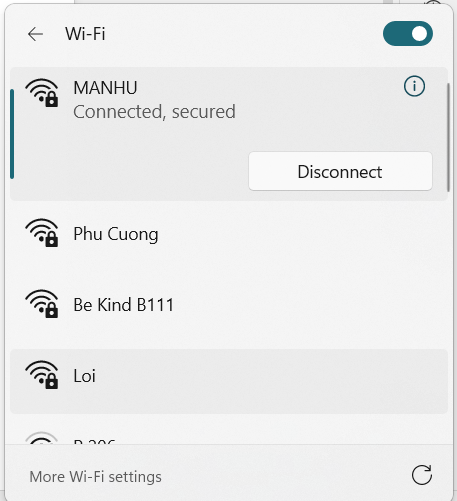 Wi-Fi
MANHU
Connected, secured
Disconnect
Phu Cuong
Be Kind B111
Loi
More Wi-Fi settings